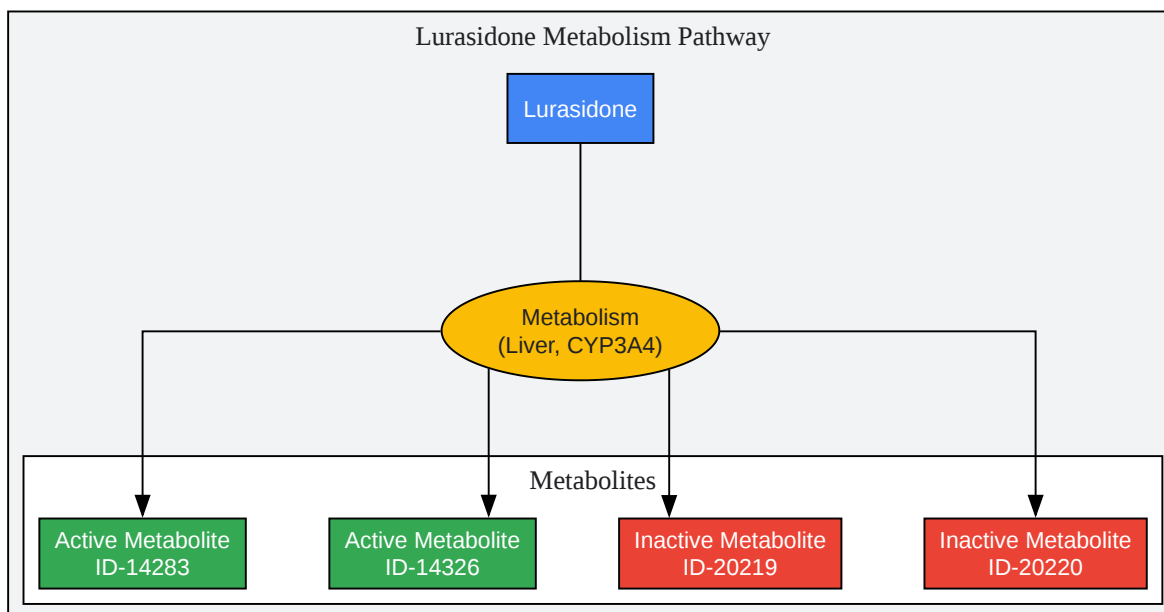 Lurasidone Metabolism Pathway
Lurasidone
Metabolism
(Liver, CYP3A4)
Metabolites
Active Metabolite
ID-14283
Active Metabolite
ID-14326
Inactive Metabolite
ID-20219
Inactive Metabolite
ID-20220